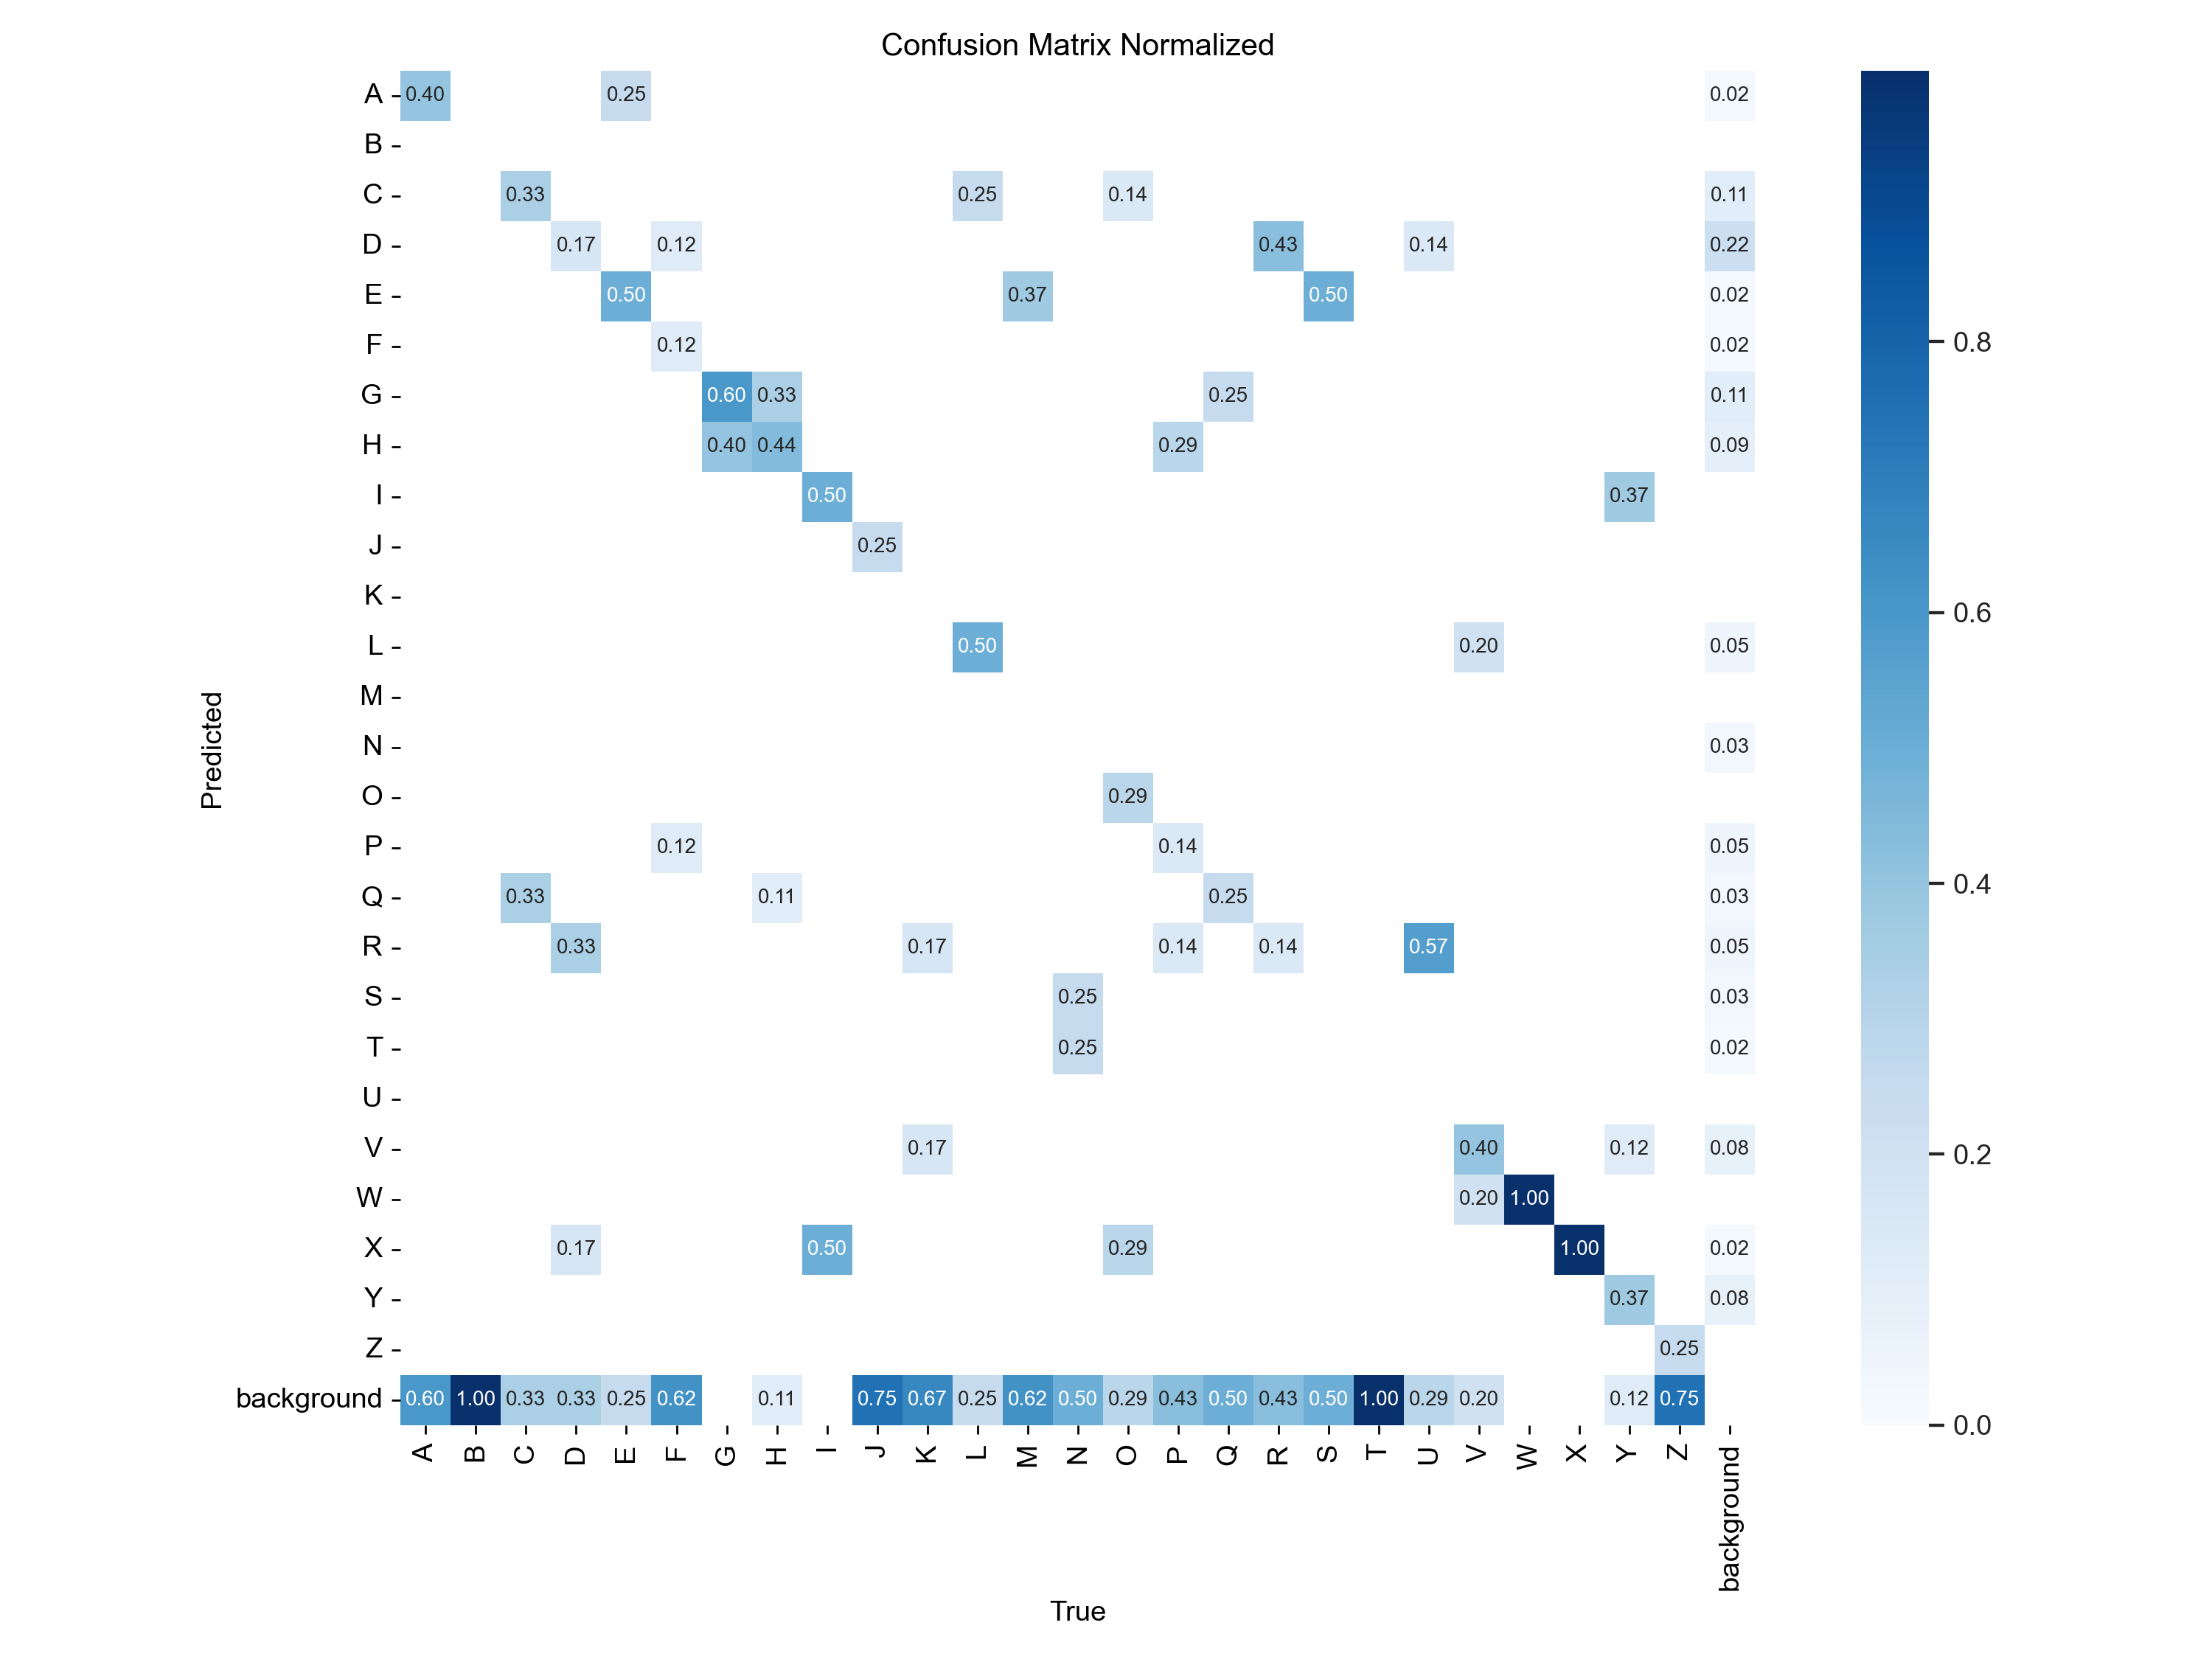 Confusion Matrix Normalized
A 0.40 0.25 0.02
B
C 0.33 0.25 0.14 0.11
D 0.17 0.12 0.43 0.14 0.22
E 0.50 0.37 0.50 0.02
F 0.12 0.02
G 0.60 0.33 0.25 0.11
H 0.40 0.44 0.29 0.09
I 0.50 0.37
J 0.25
K
L 0.50 0.20 0.05
M
N 0.03
O 0.29
P 0.12 0.14 0.05
Q 0.33 0.11 0.25 0.03
R 0.33 0.17 0.14 0.14 0.57 0.05
S 0.25 0.03
T 0.25 0.02
U
V 0.17 0.40 0.12 0.08
W 0.20 1.00
X 0.17 0.50 0.29 1.00 0.02
Y 0.37 0.08
Z 0.25
background 0.60 1.00 0.33 0.33 0.25 0.62 0.11 0.75 0.67 0.25 0.62 0.50 0.29 0.43 0.50 0.43 0.50 1.00 0.29 0.20 0.12 0.75
A B C D E F G H I J K L M N O P Q R S T U V W X Y Z background
True
Predicted
0.8
0.6
0.4
0.2
0.0